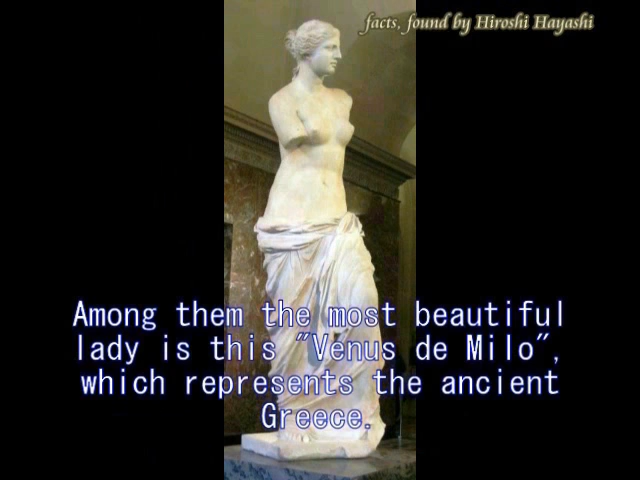 facts, found by Hiroshi Hayashi
Among them the most beautiful
lady is this "Venus de Milo",
which represents the ancient
Greece.